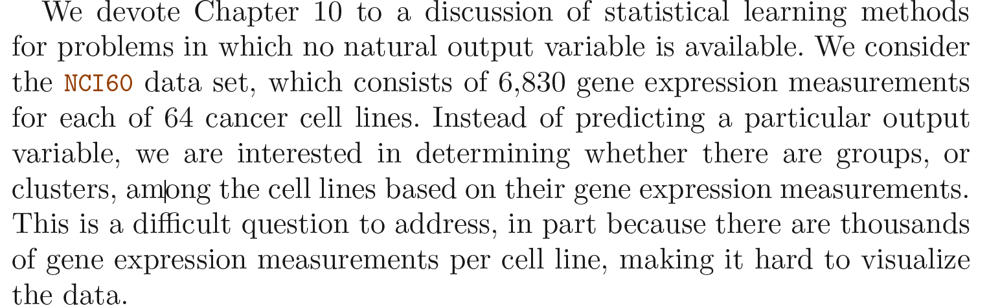 We devote Chapter 10 to a discussion of statistical learning methods
for problems in which no natural output variable is available. We consider
the NCI60 data set, which consists of 6,830 gene expression measurements
for each of 64 cancer cell lines. Instead of predicting a particular output
variable, we are interested in determining whether there are groups, or
clusters, among the cell lines based on their gene expression measurements.
This is a difficult question to address, in part because there are thousands
of gene expression measurements per cell line, making it hard to visualize
the data.